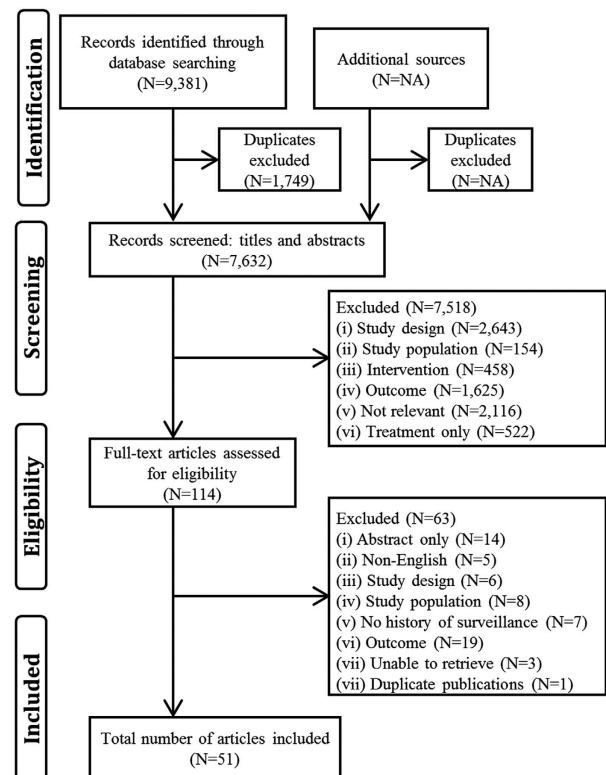 Identification
Records identified through
database searching
(N=9,381)
Additional sources
(N=NA)
Duplicates
excluded
(N=1,749)
Duplicates
excluded
(N=NA)
Screening
Records screened: titles and abstracts
(N=7,632)
Excluded (N=7,518)
(i) Study design (N=2,643)
(ii) Study population (N=154)
(iii) Intervention (N=458)
(iv) Outcome (N=1,625)
(v) Not relevant (N=2,116)
(vi) Treatment only (N=522)
Eligibility
Full-text articles assessed
for eligibility
(N=114)
Excluded (N=63)
(i) Abstract only (N=14)
(ii) Non-English (N=5)
(iii) Study design (N=6)
(iv) Study population (N=8)
(v) No history of surveillance (N=7)
(vi) Outcome (N=19)
(vii) Unable to retrieve (N=3)
(vii) Duplicate publications (N=1)
Included
Total number of articles included
(N=51)